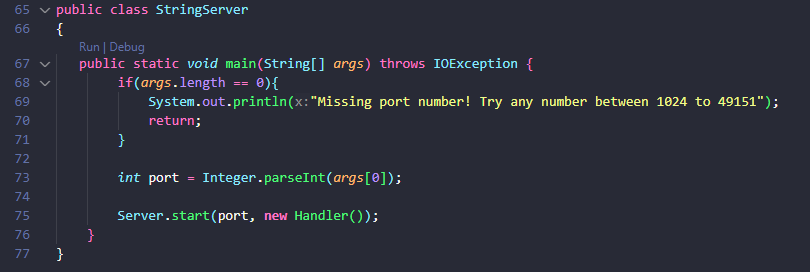 65 public class StringServer
66 {
Run | Debug
67 public static void main(String[] args) throws IOException {
68 if(args.length == 0){
69 System.out.println(x:"Missing port number! Try any number between 1024 to 49151");
70 return;
71 }
72
73 int port = Integer.parseInt(args[0]);
74
75 Server.start(port, new Handler());
76 }
77 }